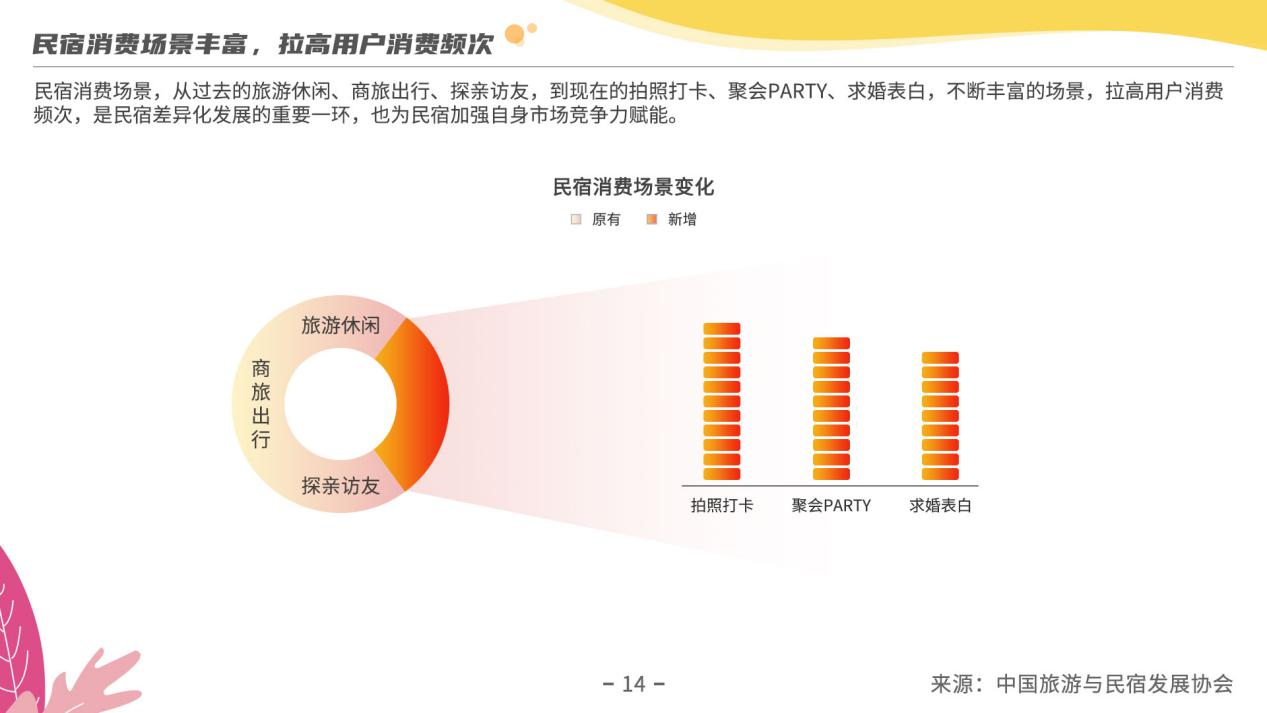 民宿消费场景丰富，拉高用户消费频次
民宿消费场景，从过去的旅游休闲、商旅出行、探亲访友，到现在的拍照打卡、聚会PARTY、求婚表白，不断丰富的场景，拉高用户消费
频次，是民宿差异化发展的重要一环，也为民宿加强自身市场竞争力赋能。
民宿消费场景变化
原有 新增
旅游休闲
商旅出行
探亲访友
拍照打卡 聚会PARTY 求婚表白
– 14 –
来源：中国旅游与民宿发展协会